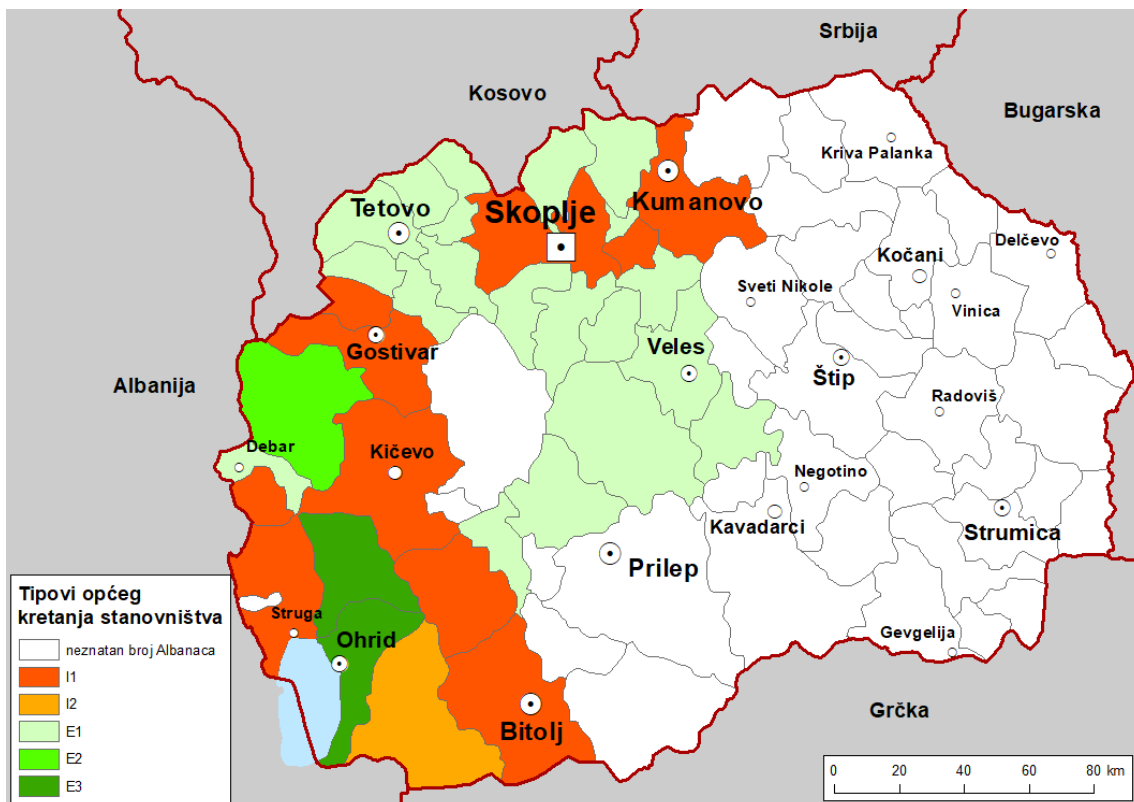 Srbija
Kosovo
Bugarska
Kriva Palanka
Kumanovo
Tetovo
Skoplje
Delčevo
Kočani
Sveti Nikole
Vinica
Gostivar
Veles
Štip
Albanija
Radoviš
Debar
Kičevo
Negotino
Kavadarci
Strumica
Prilep
Tipovi općeg
kretanja stanovništva
neznatan broj Albanaca
I1
I2
E1
E2
E3
Struga
Ohrid
Gevgelija
Bitolj
Grčka
0 20 40 60 80 km